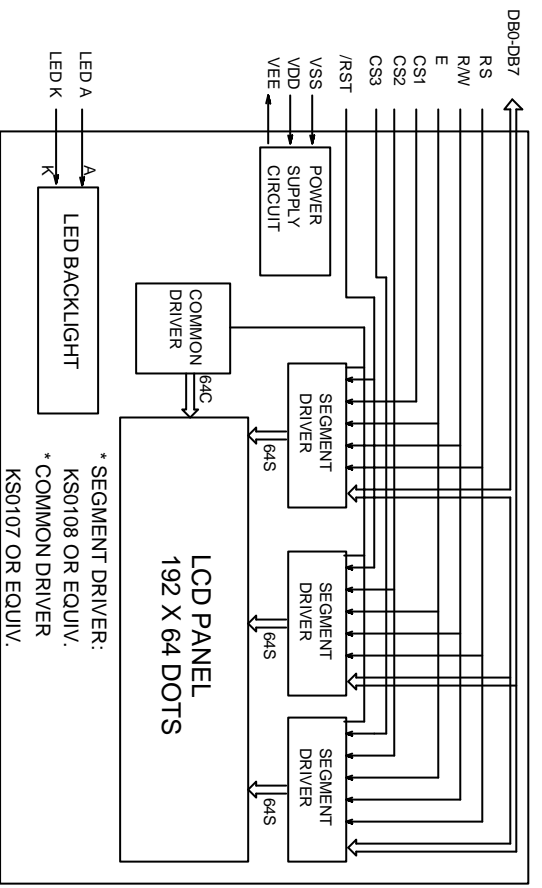 DB0-DB7
RS
R/W
E
CS1
CS2
CS3
/RST
VSS
VDD
VEE
LED A
LED K
POWER
SUPPLY
CIRCUIT
A
K
LED BACKLIGHT
COMMON
DRIVER
64C
SEGMENT
DRIVER
64S
SEGMENT
DRIVER
64S
SEGMENT
DRIVER
64S
LCD PANEL
192 X 64 DOTS
* SEGMENT DRIVER:
KS0108 OR EQUIV.
* COMMON DRIVER
KS0107 OR EQUIV.